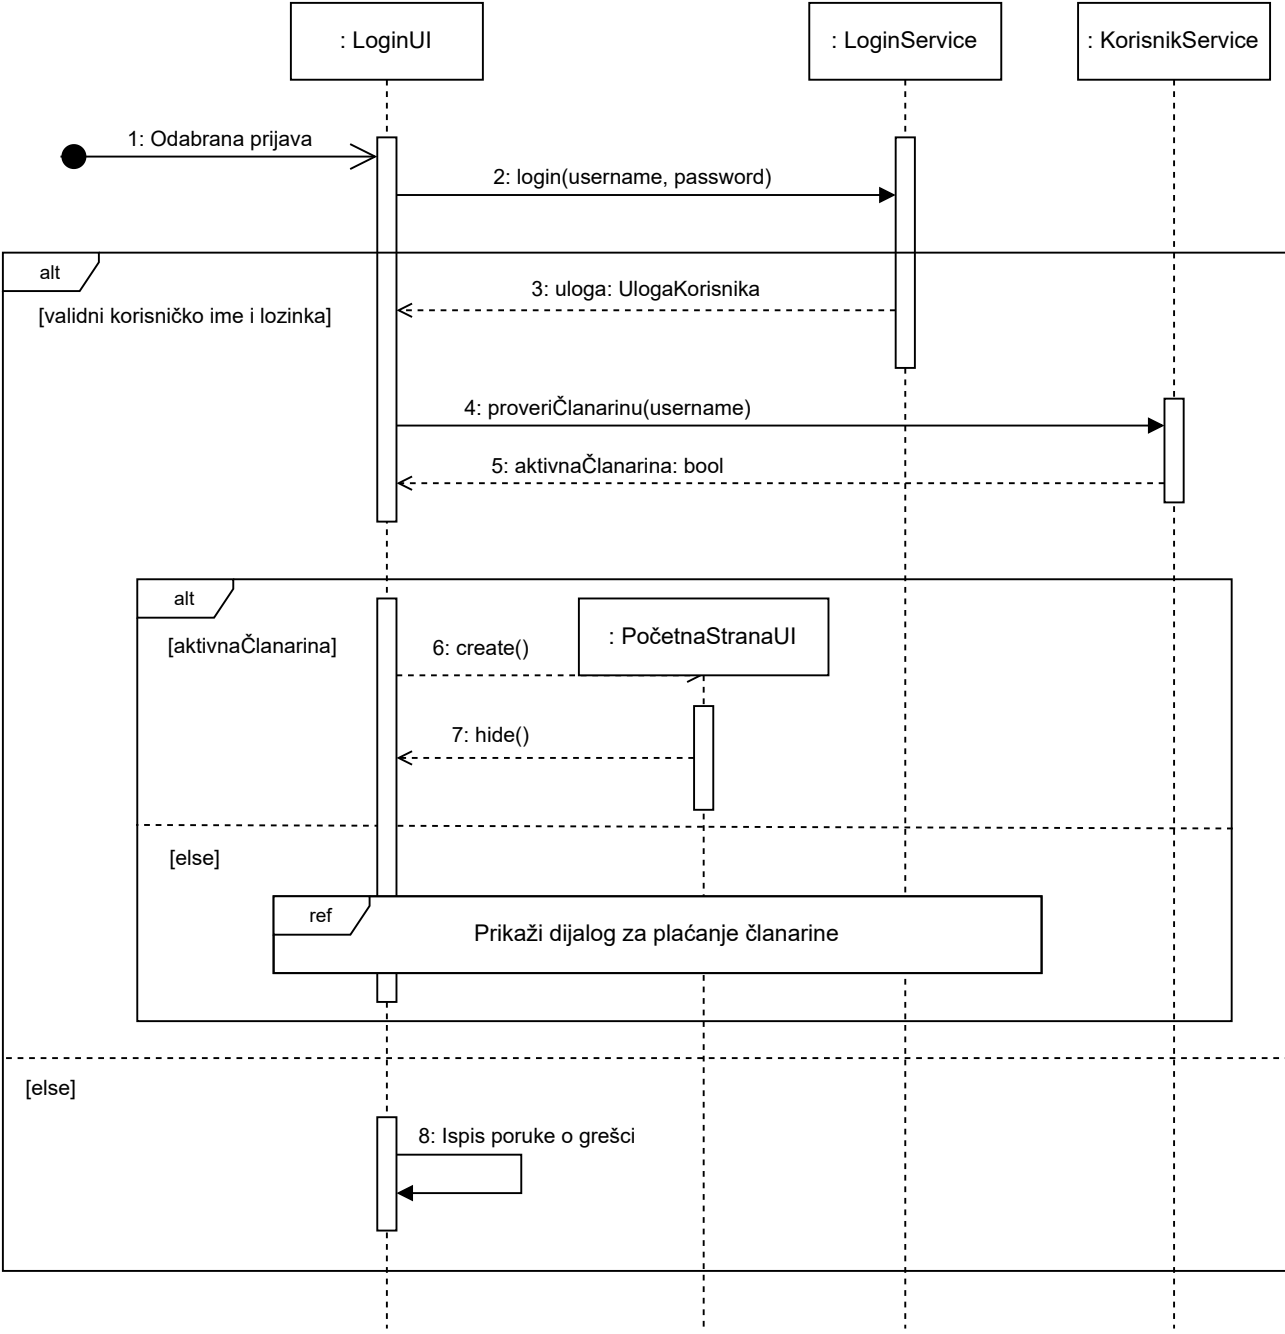 : LoginUI
: LoginService
: KorisnikService
1: Odabrana prijava
2: login(username, password)
alt
3: uloga: UlogaKorisnika
[validni korisničko ime i lozinka]
4: proveriČlanarinu(username)
5: aktivnaČlanarina: bool
alt
: PočetnaStranaUI
[aktivnaČlanarina]
6: create()
7: hide()
[else]
ref
Prikaži dijalog za plaćanje članarine
[else]
8: Ispis poruke o grešci